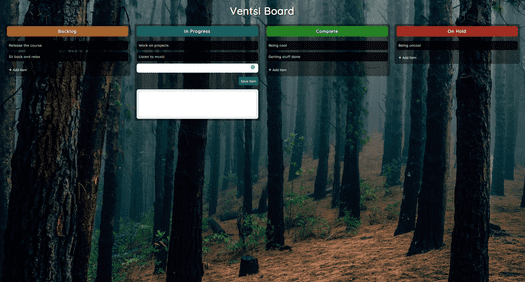 Ventsl Board
Backlog
Release the course
Sit back and relax
+ Add Item
In Progress
Work on projects
Listen to music
Save Item
Complete
Being cool
Getting stuff done
+ Add Item
On Hold
Being uncool
+ Add Item